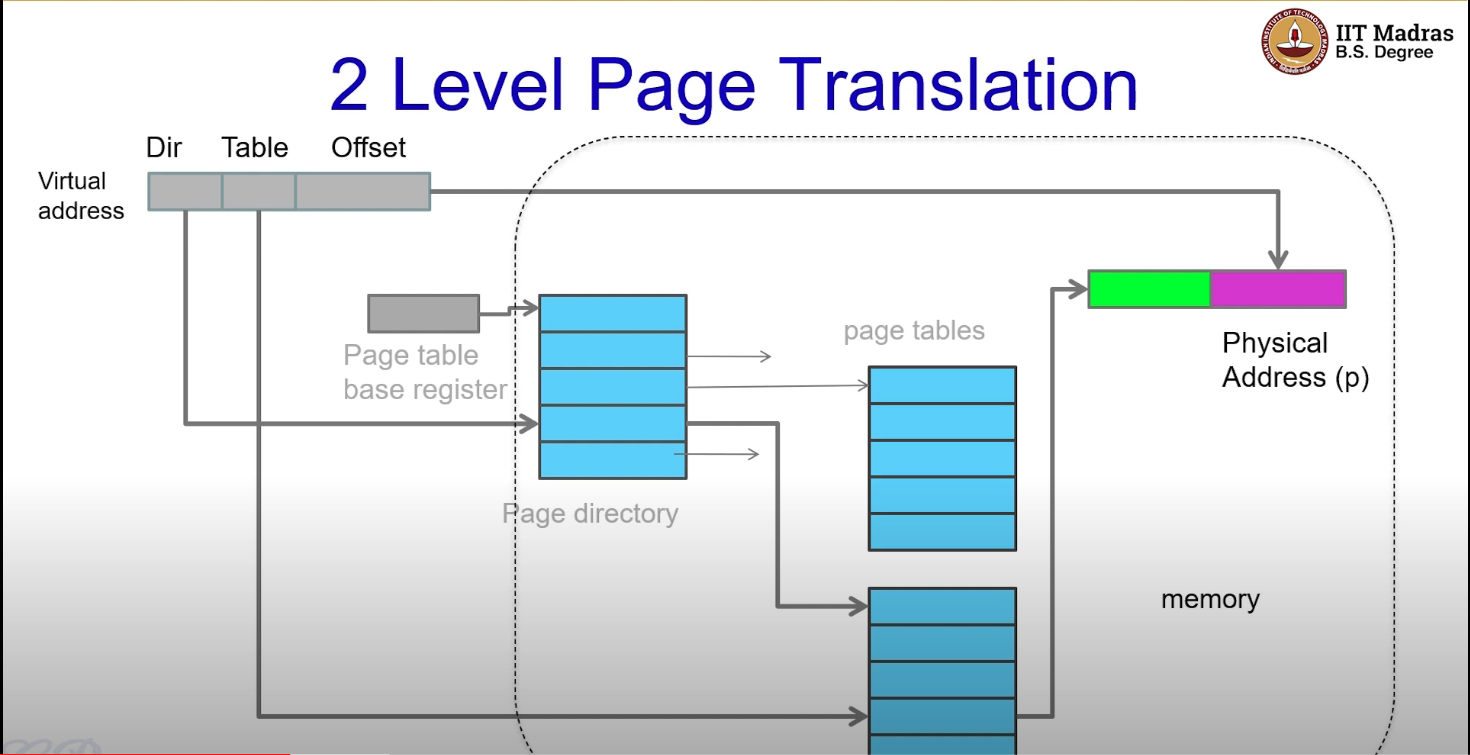 IIT Madras
B.S. Degree
2 Level Page Translation
Dir Table Offset
Virtual
address
Page table
base register
page tables
Physical
Address (p)
Page directory
memory